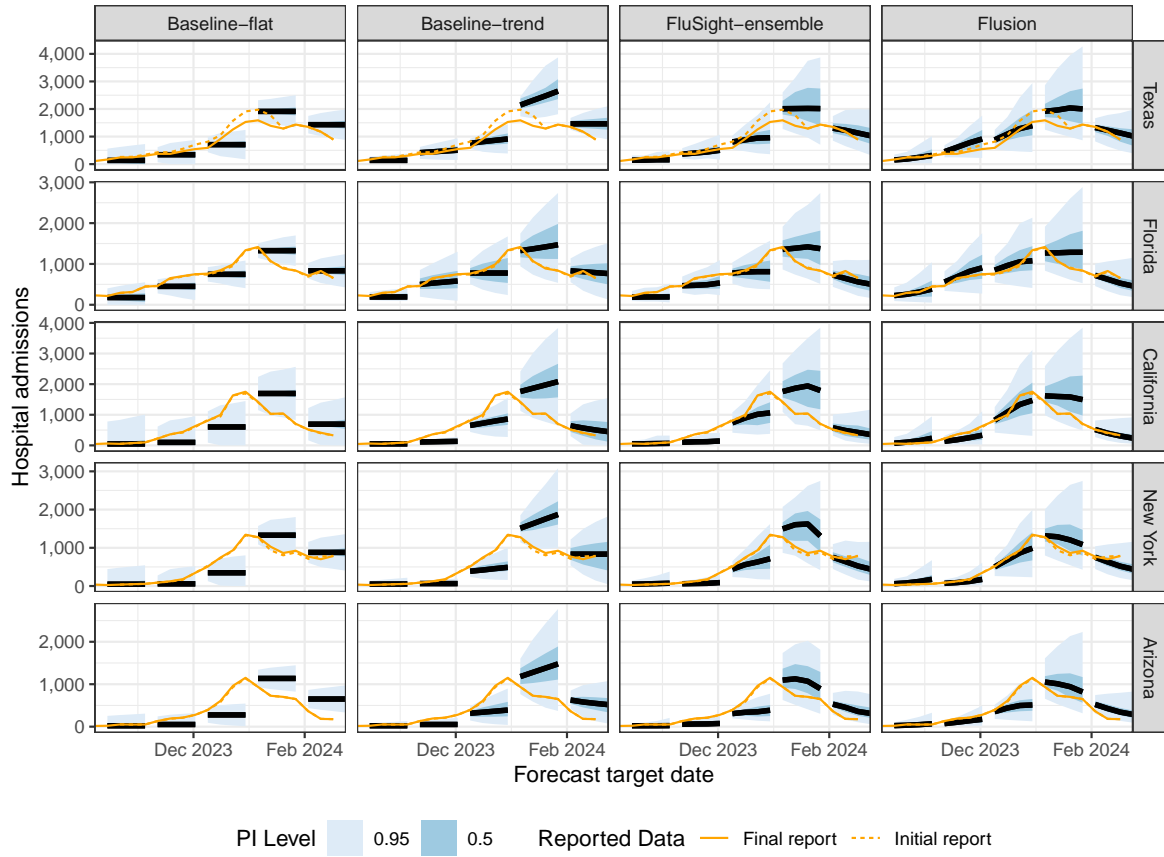 Baseline−flat Baseline−trend FluSight−ensemble Flusion
4,000
3,000
2,000
1,000
0
Texas
3,000
2,000
1,000
0
Florida
4,000
3,000
2,000
1,000
0
California
3,000
2,000
1,000
0
New York
2,000
1,000
0
Arizona
Hospital admissions
Dec 2023 Feb 2024 Dec 2023 Feb 2024 Dec 2023 Feb 2024 Dec 2023 Feb 2024
Forecast target date
PI Level 0.95 0.5 Reported Data Final report Initial report